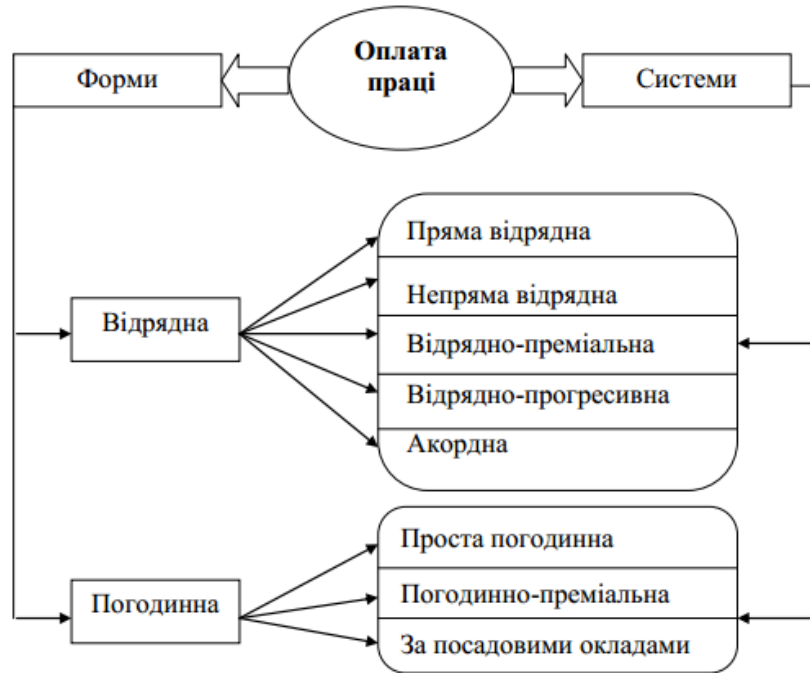 Оплата
праці
Форми
Системи
Відрядна
Пряма відрядна
Непряма відрядна
Відрядно-преміальна
Відрядно-прогресивна
Акордна
Погодинна
Проста погодинна
Погодинно-преміальна
За посадовими окладами